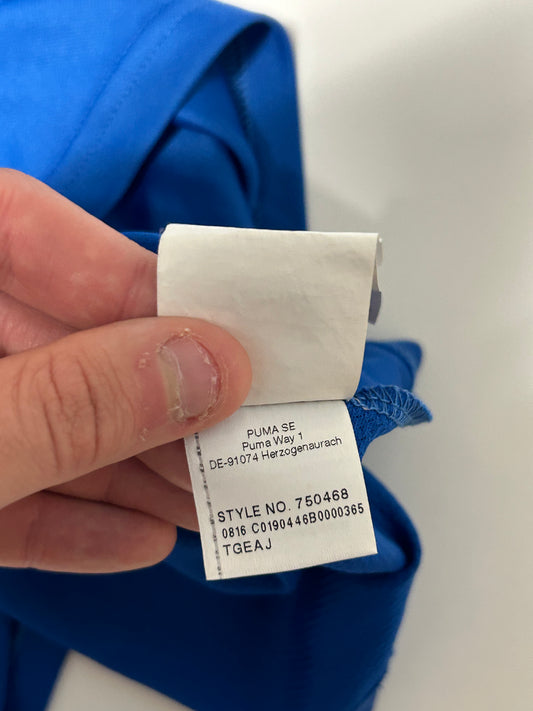 PUMA SE
Puma Way 1
DE-91074 Herzogenaurach
STYLE NO. 750468
0816 C0190446B0000365
TGEAJ